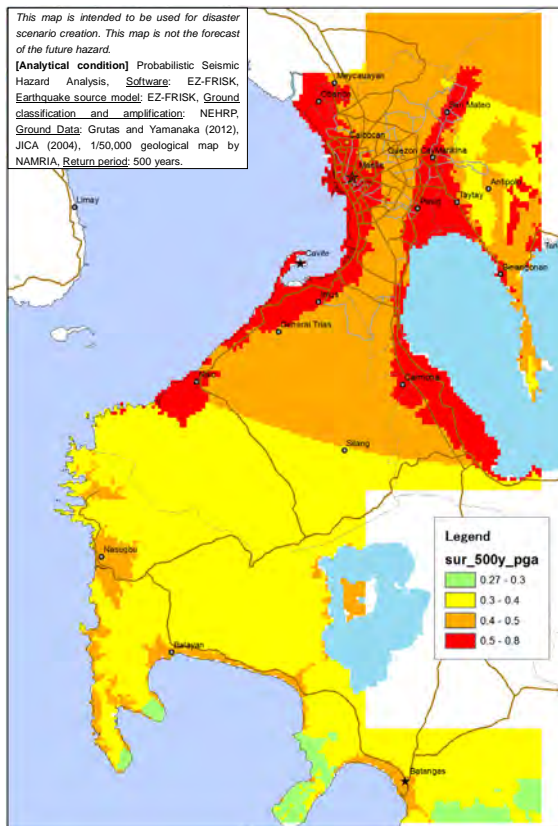 This map is intended to be used for disaster
scenario creation. This map is not the forecast
of the future hazard.
[Analytical condition] Probabilistic Seismic
Hazard Analysis, Software: EZ-FRISK,
Earthquake source model: EZ-FRISK, Ground
classification and amplification: NEHRP,
Ground Data: Grutas and Yamanaka (2012),
JICA (2004), 1/50,000 geological map by
NAMRIA, Return period: 500 years.
Meycauayan
Obando
San Mateo
Caloocan
Quezon City
Marikina
Manila
Antipolo
Limay
Taytay
Pasig
Cavite
Binangonan
Imus
General Trias
Naic
Carmona
Silang
Legend
sur_500y_pga
0.27 - 0.3
0.3 - 0.4
0.4 - 0.5
0.5 - 0.8
Nasugbu
Balayan
Batangas